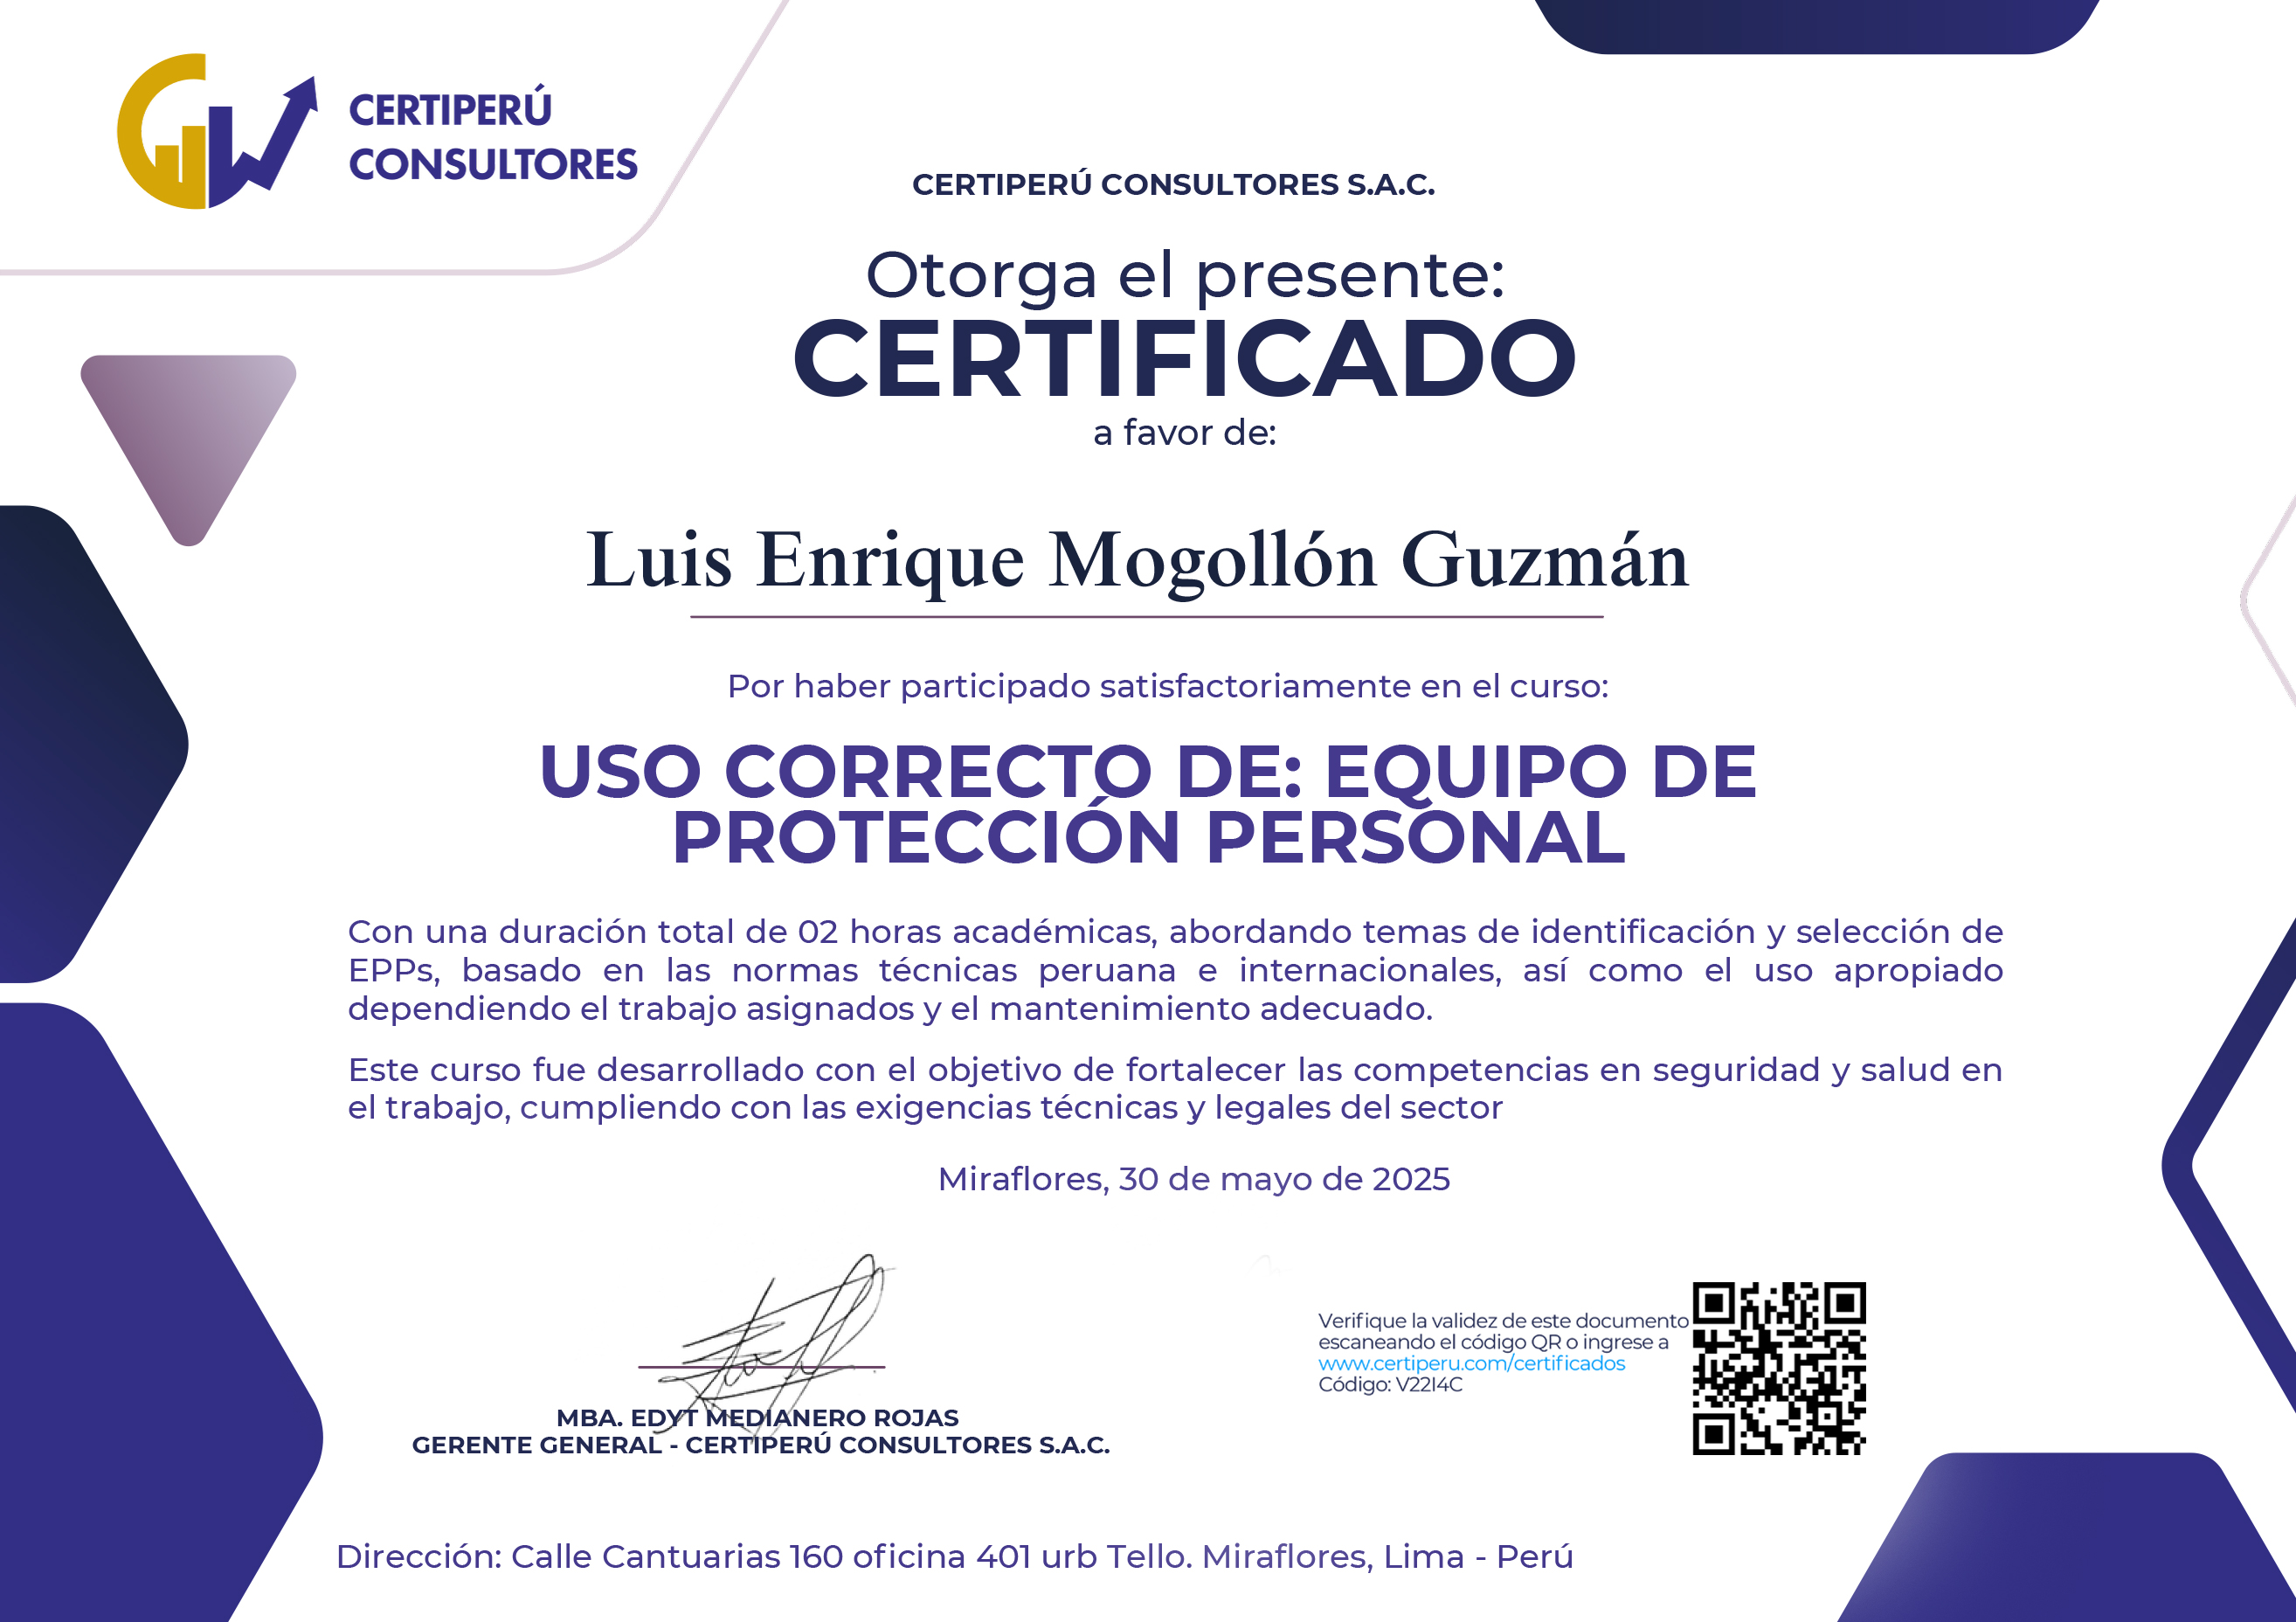 CERTIPERÚ
CONSULTORES
CERTIPERÚ CONSULTORES S.A.C.
Otorga el presente:
CERTIFICADO
a favor de:
Luis Enrique Mogollón Guzmán
Por haber participado satisfactoriamente en el curso:
USO CORRECTO DE: EQUIPO DE
PROTECCIÓN PERSONAL
Con una duración total de 02 horas académicas, abordando temas de identificación y selección de
EPPs, basado en las normas técnicas peruana e internacionales, así como el uso apropiado
dependiendo el trabajo asignados y el mantenimiento adecuado.
Este curso fue desarrollado con el objetivo de fortalecer las competencias en seguridad y salud en
el trabajo, cumpliendo con las exigencias técnicas y legales del sector
Miraflores, 30 de mayo de 2025
MBA. EDYT MEDIANERO ROJAS
GERENTE GENERAL - CERTIPERÚ CONSULTORES S.A.C.
Verifique la validez de este documento
escaneando el código QR o ingrese a
www.certiperu.com/certificados
Código: V22I4C
Dirección: Calle Cantuarias 160 oficina 401 urb Tello. Miraflores, Lima - Perú